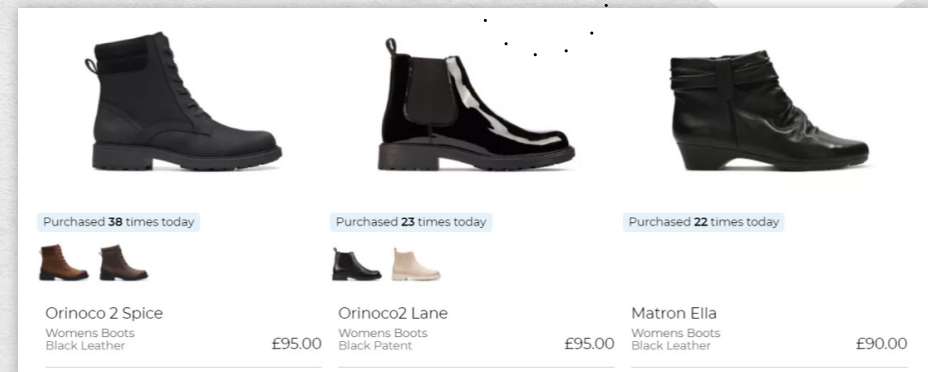 Purchased 38 times today
Purchased 23 times today
Purchased 22 times today
Orinoco 2 Spice
Womens Boots
Black Leather
£95.00
Orinoco2 Lane
Womens Boots
Black Patent
£95.00
Matron Ella
Womens Boots
Black Leather
£90.00